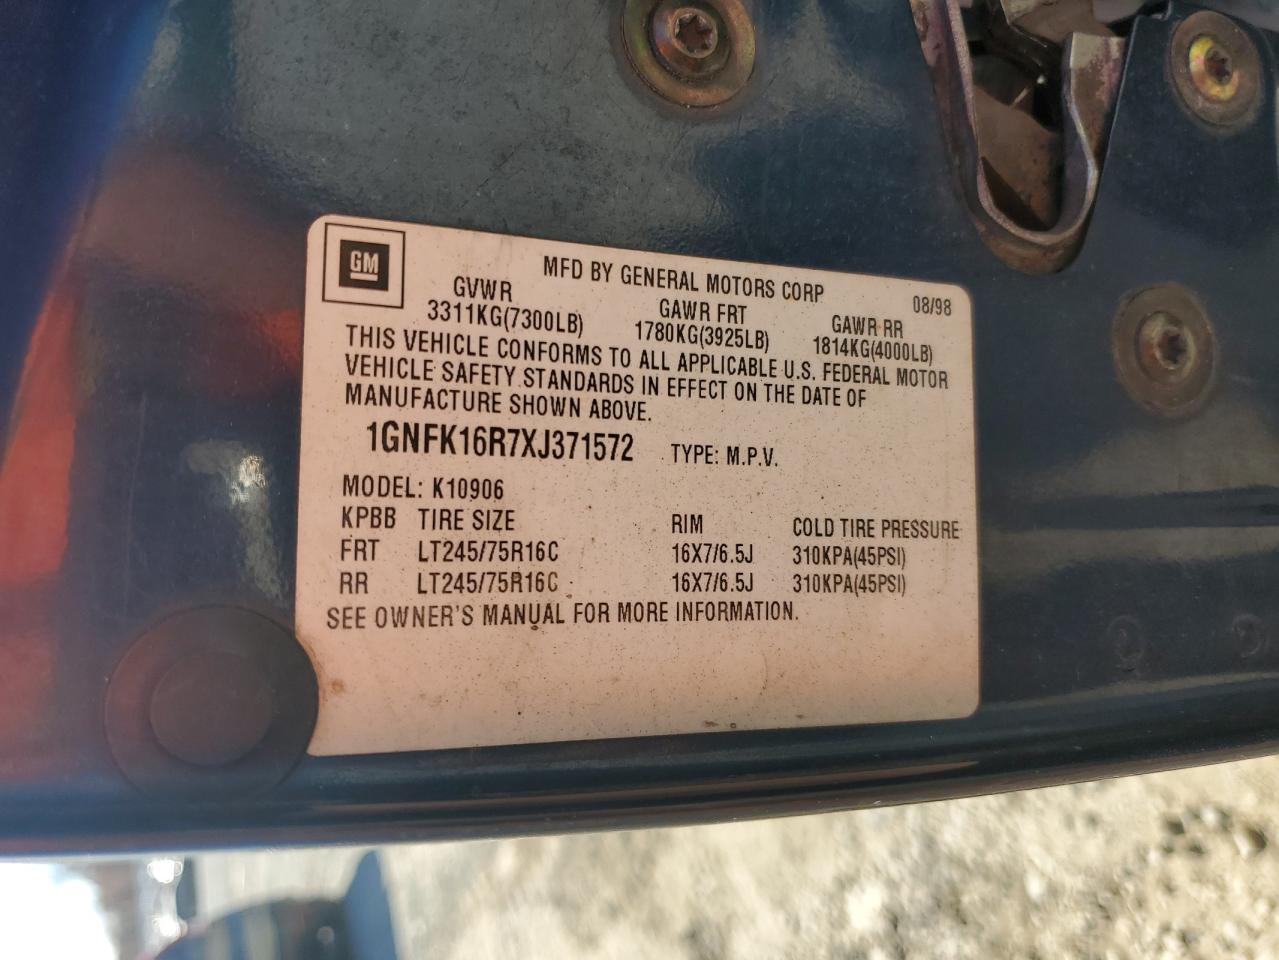 GM
MFD BY GENERAL MOTORS CORP 08/98
GVWR GAWR FRT GAWR RR
3311KG(7300LB) 1780KG(3925LB) 1814KG(4000LB)
THIS VEHICLE CONFORMS TO ALL APPLICABLE U.S. FEDERAL MOTOR
VEHICLE SAFETY STANDARDS IN EFFECT ON THE DATE OF
MANUFACTURE SHOWN ABOVE.
1GNFK16R7XJ371572 TYPE: M.P.V.
MODEL: K10906
KPBB TIRE SIZE RIM COLD TIRE PRESSURE
FRT LT245/75R16C 16X7/6.5J 310KPA(45PSI)
RR LT245/75R16C 16X7/6.5J 310KPA(45PSI)
SEE OWNER'S MANUAL FOR MORE INFORMATION.